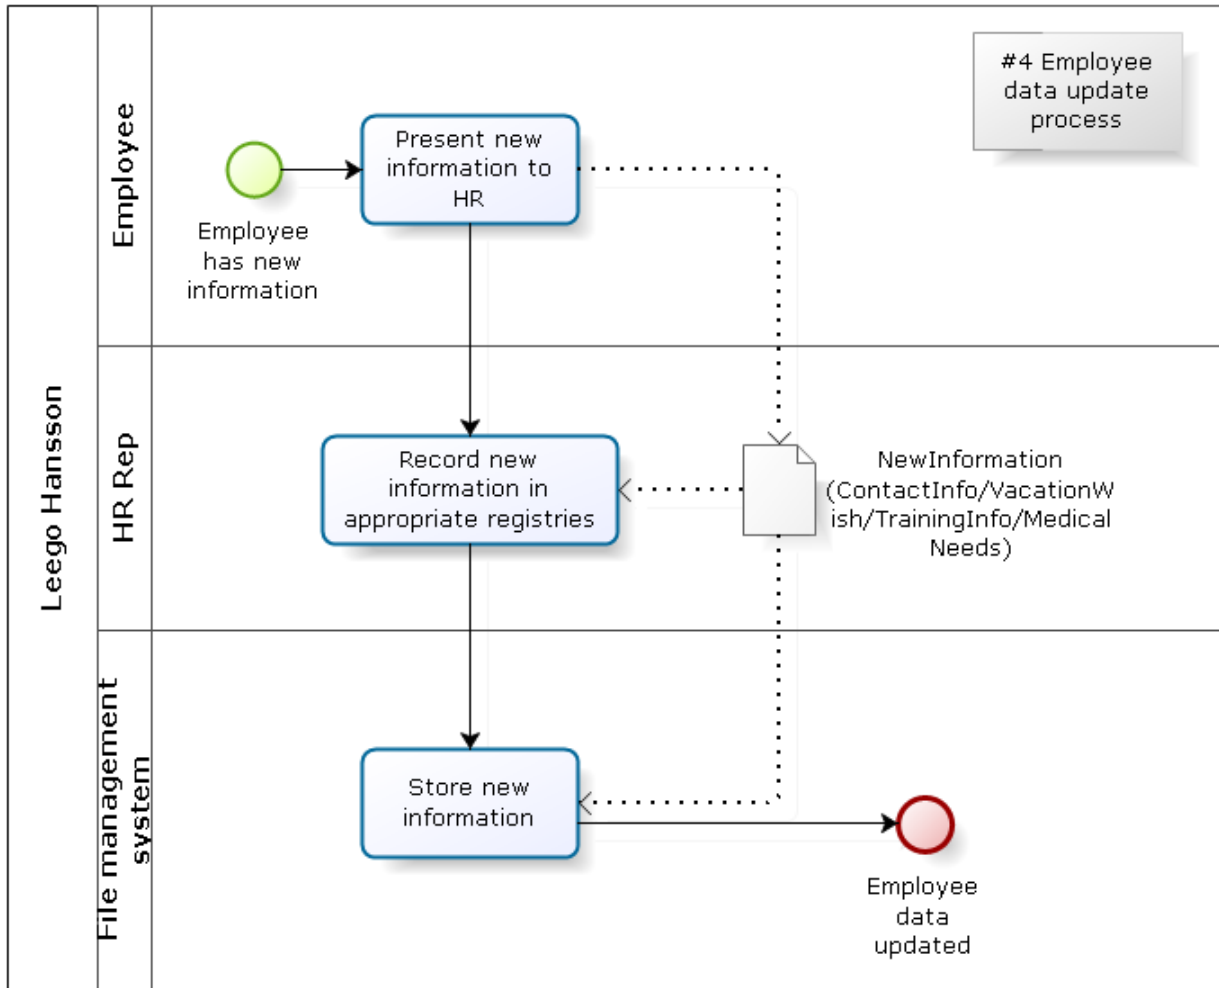 #4 Employee
data update
process
Leego Hansson
Employee
Employee
has new
information
Present new
information to
HR
HR Rep
Record new
information in
appropriate registries
NewInformation
(ContactInfo/VacationW
ish/TrainingInfo/Medical
Needs)
File management
system
Store new
information
Employee
data
updated